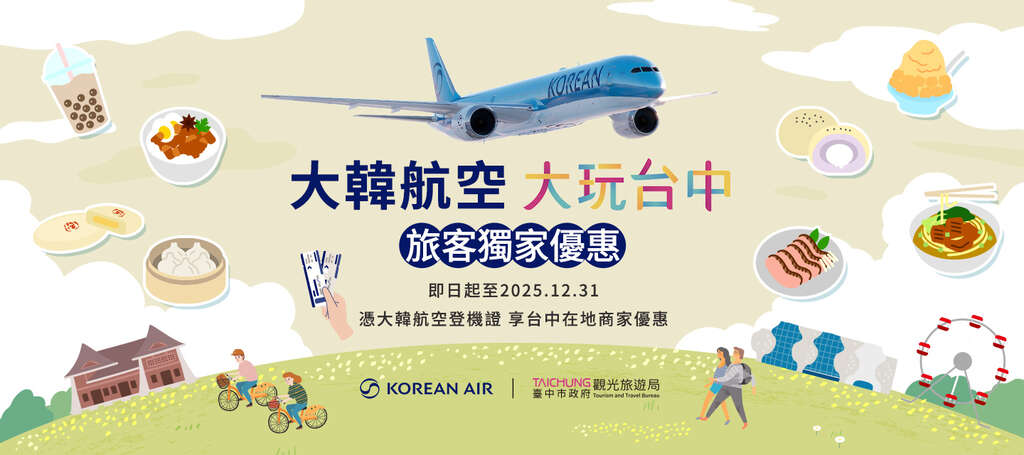 KOREAN
大韓航空 大玩台中
旅客獨家優惠
即日起至2025.12.31
憑大韓航空登機證 享台中在地商家優惠
KOREAN AIR
TAICHUNG 觀光旅遊局
臺中市政府 Tourism and Travel Bureau